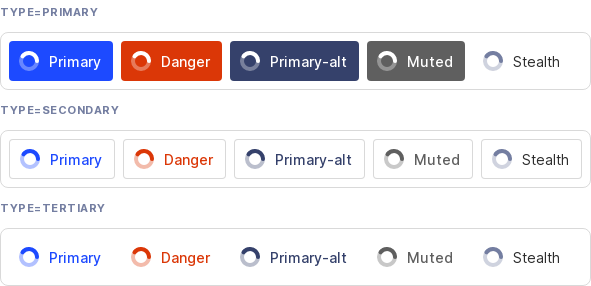 TYPE=PRIMARY
Primary Danger Primary-alt Muted Stealth
TYPE=SECONDARY
Primary Danger Primary-alt Muted Stealth
TYPE=TERTIARY
Primary Danger Primary-alt Muted Stealth